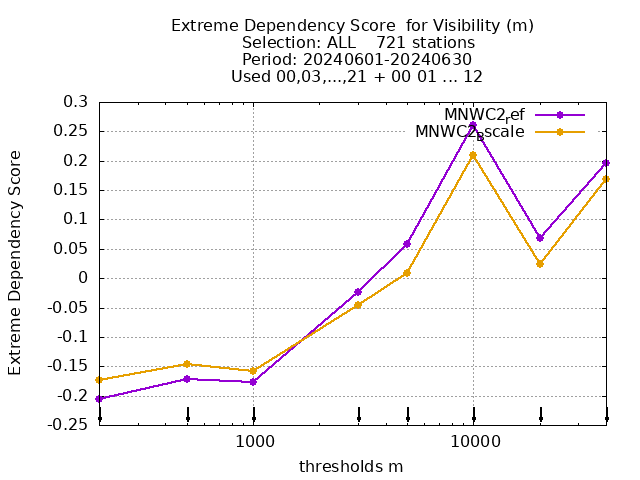 Extreme Dependency Score  for Visibility (m)
Selection: ALL    721 stations
Period: 20240601-20240630
Used 00,03,...,21 + 00 01 ... 12
MNWC2ref
MNWC2Bscale
0.3
0.25
0.2
0.15
0.1
0.05
0
-0.05
-0.1
-0.15
-0.2
-0.25
Extreme Dependency Score
1000
10000
thresholds m